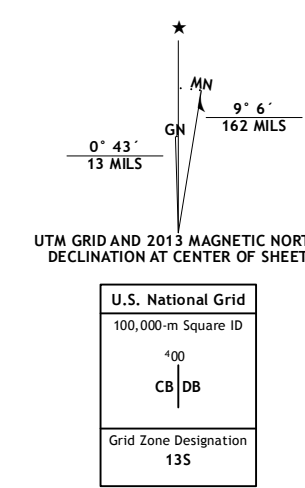 ★
MN
GN
9° 6´
162 MILS
0° 43´
13 MILS
UTM GRID AND 2013 MAGNETIC NORT
DECLINATION AT CENTER OF SHEET
U.S. National Grid
100,000-m Square ID
⁴00
CB DB
Grid Zone Designation
13S